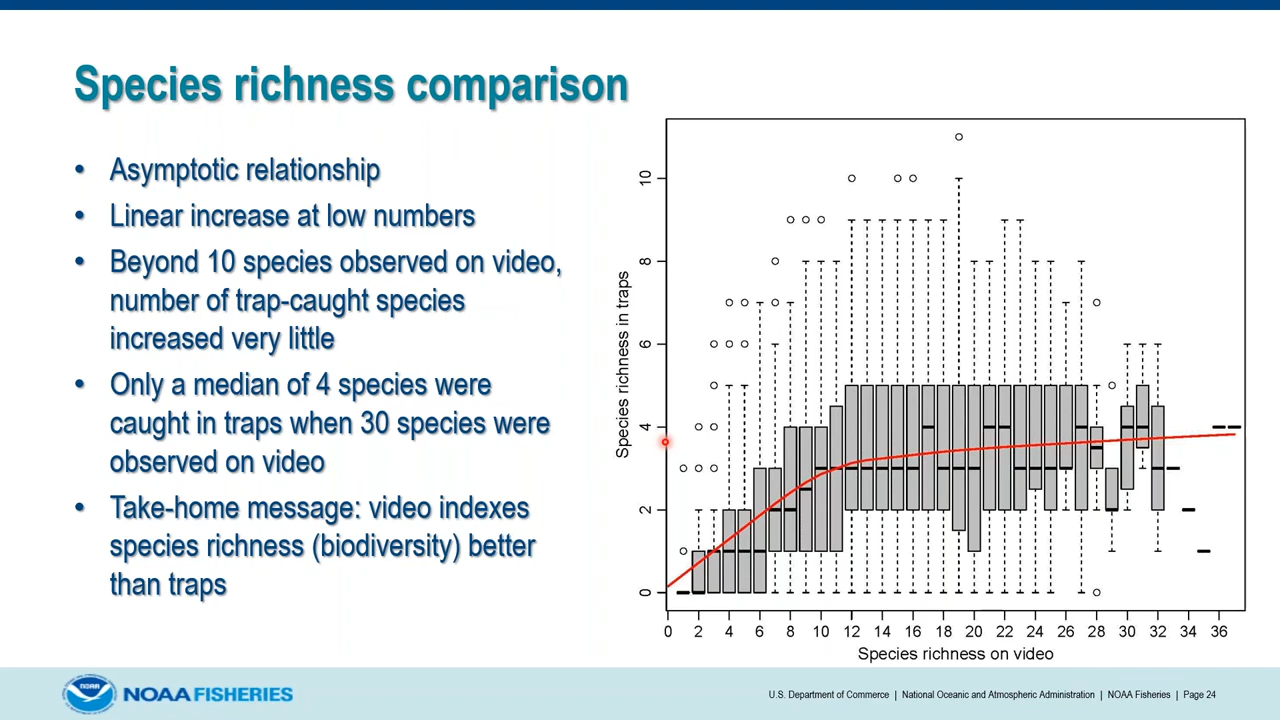 Species richness comparison
• Asymptotic relationship
• Linear increase at low numbers
• Beyond 10 species observed on video,
number of trap-caught species
increased very little
• Only a median of 4 species were
caught in traps when 30 species were
observed on video
• Take-home message: video indexes
species richness (biodiversity) better
than traps
Species richness in traps
10
8
6
4
2
0
0 2 4 6 8 10 12 14 16 18 20 22 24 26 28 30 32 34 36
Species richness on video
NOAA
NOAA FISHERIES
U.S. Department of Commerce | National Oceanic and Atmospheric Administration | NOAA Fisheries | Page 24